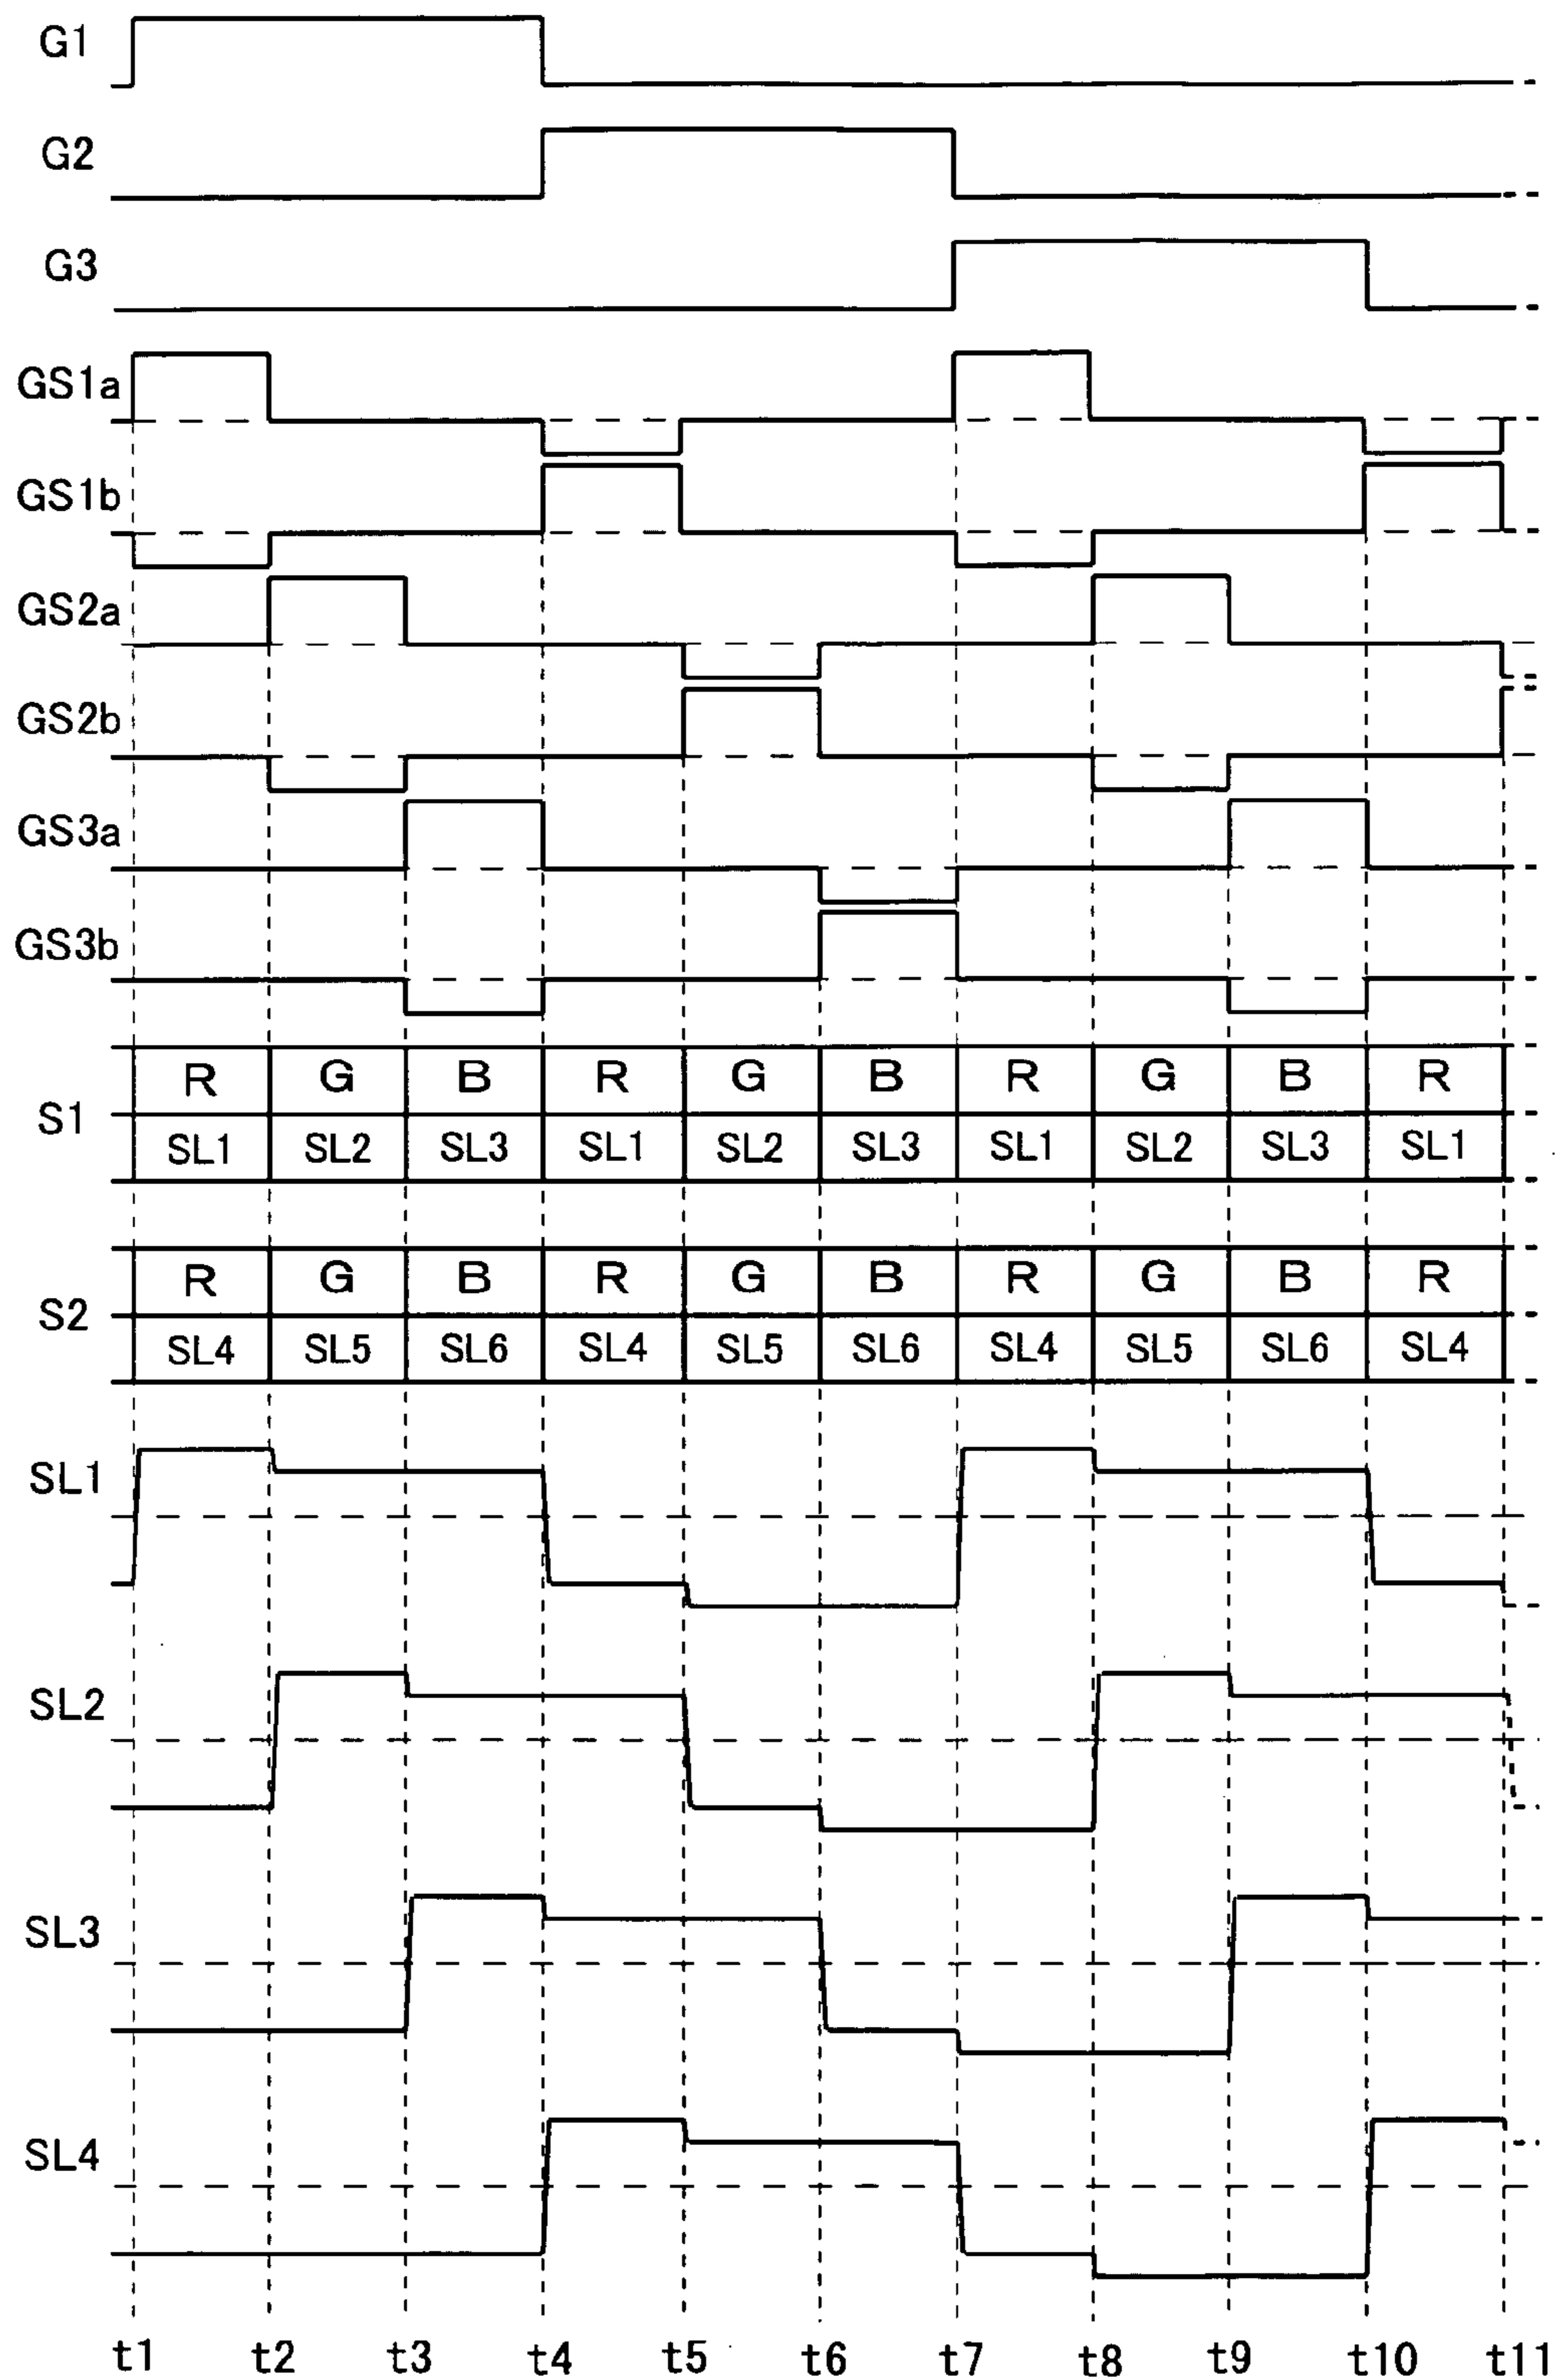 G1
G2
G3
GS1a
GS1b
GS2a
GS2b
GS3a
GS3b
R G B R G B R G B R
S1
SL1 SL2 SL3 SL1 SL2 SL3 SL1 SL2 SL3 SL1
R G B R G B R G B R
S2
SL4 SL5 SL6 SL4 SL5 SL6 SL4 SL5 SL6 SL4
SL1
SL2
SL3
SL4
t1 t2 t3 t4 t5 t6 t7 t8 t9 t10 t11